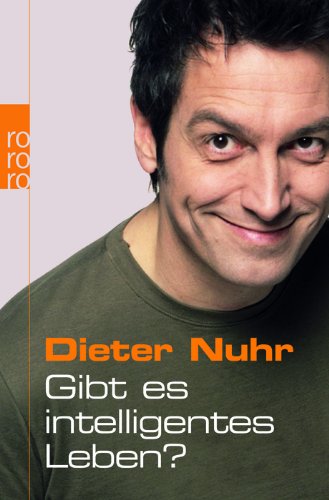 ro
ro
ro
Dieter Nuhr
Gibt es
intelligentes
Leben?